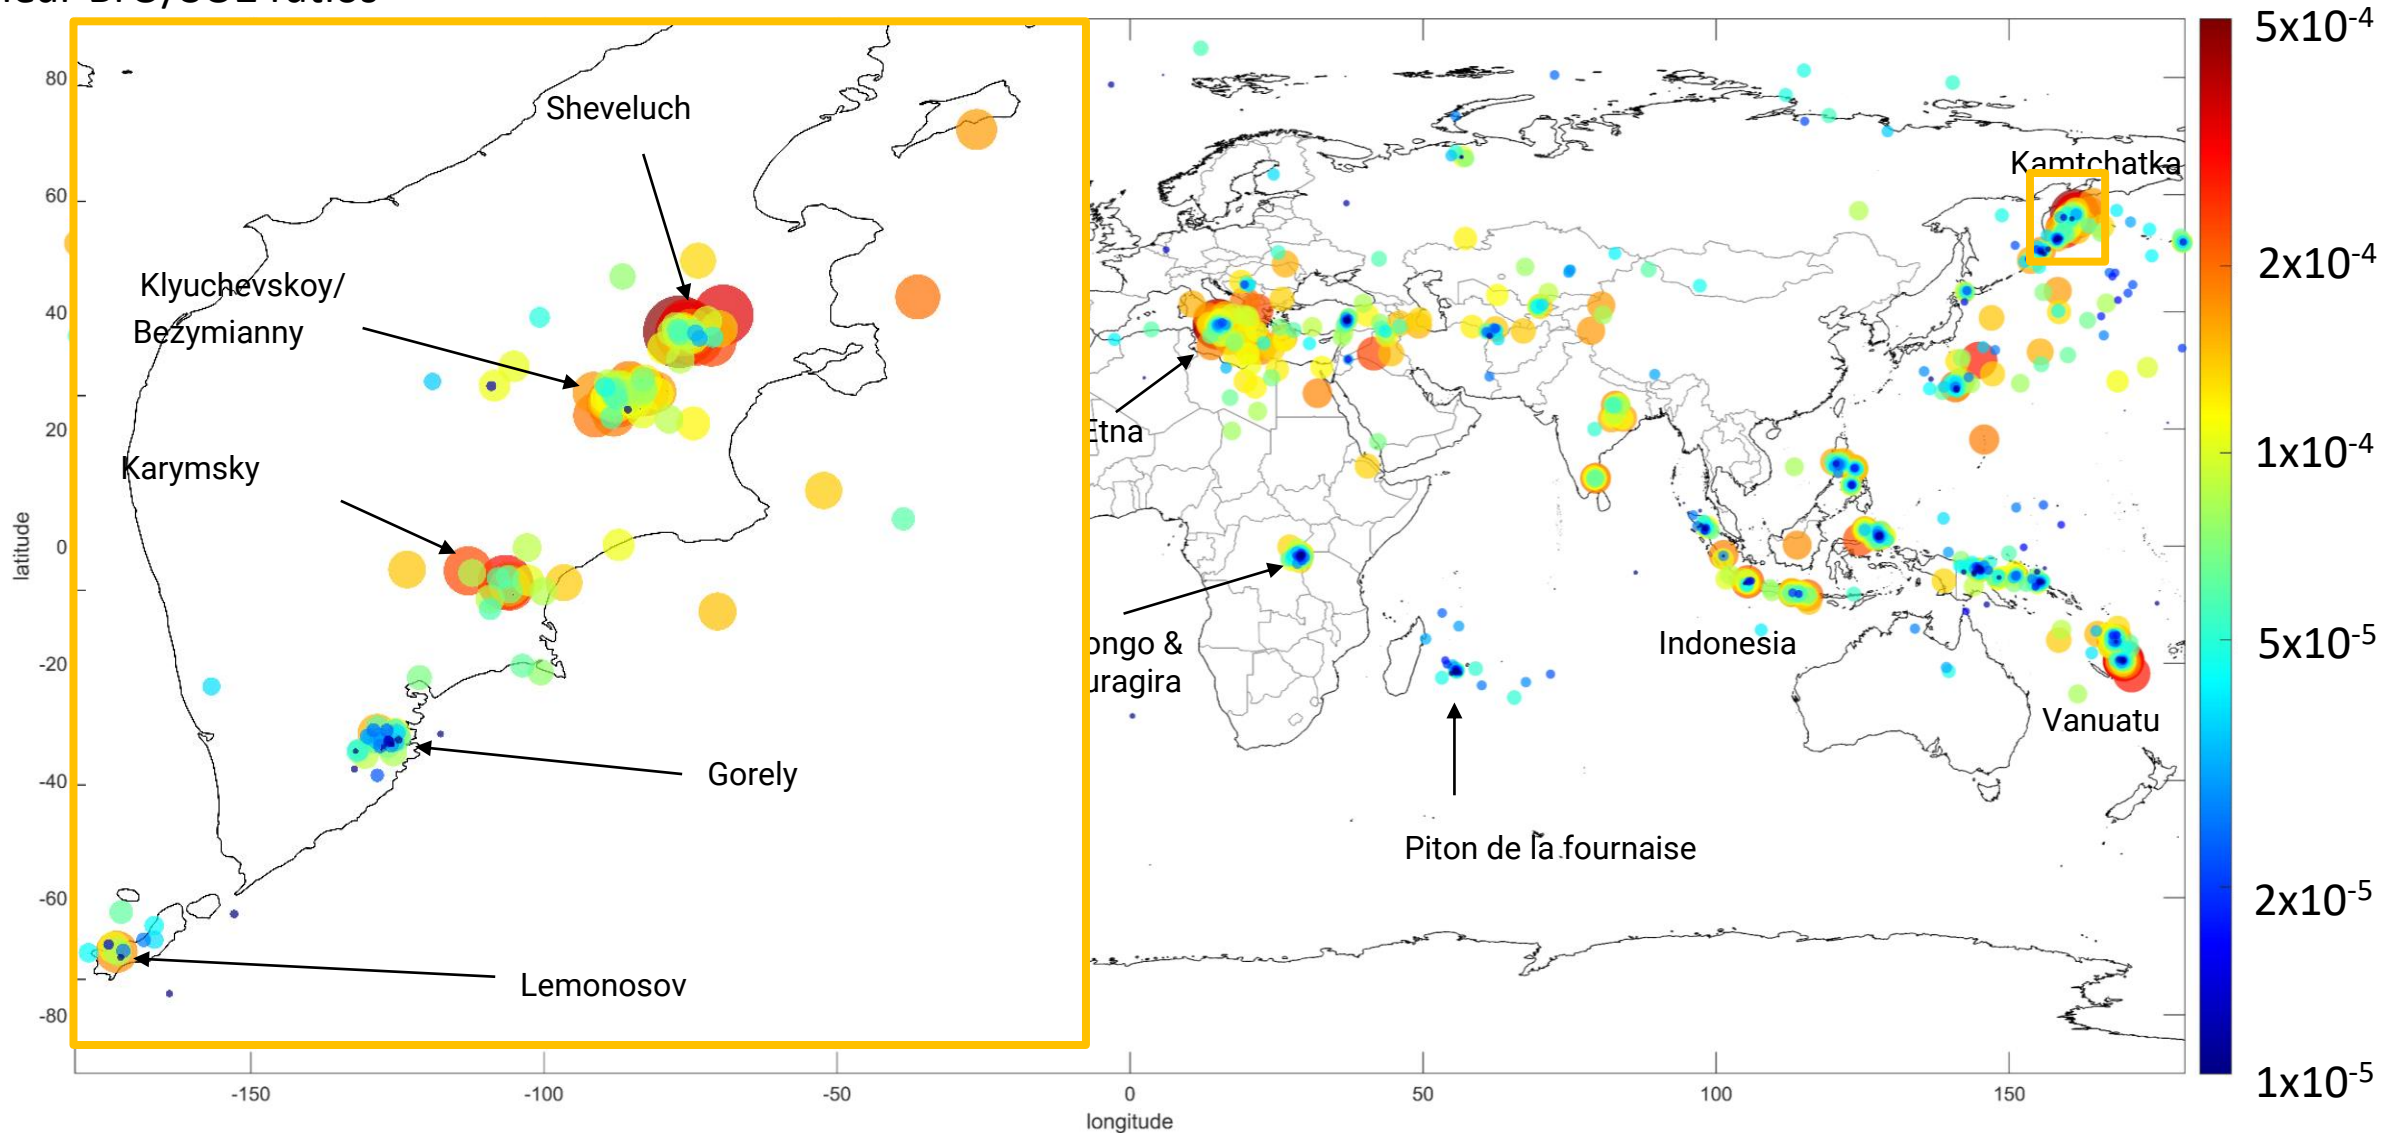 5x10-4
Sheveluch
Kamtchatka
Klyuchevskoy/
Bezymianny
2x10-4
Etna
1x10-4
Karymsky
Indonesia
5x10-5
Vanuatu
Gorely
Piton de la fournaise
2x10-5
Lemonosov
1x10-5
latitude
80
60
40
20
0
-20
-40
-60
-80
-150
-100
-50
0
50
100
150
longitude